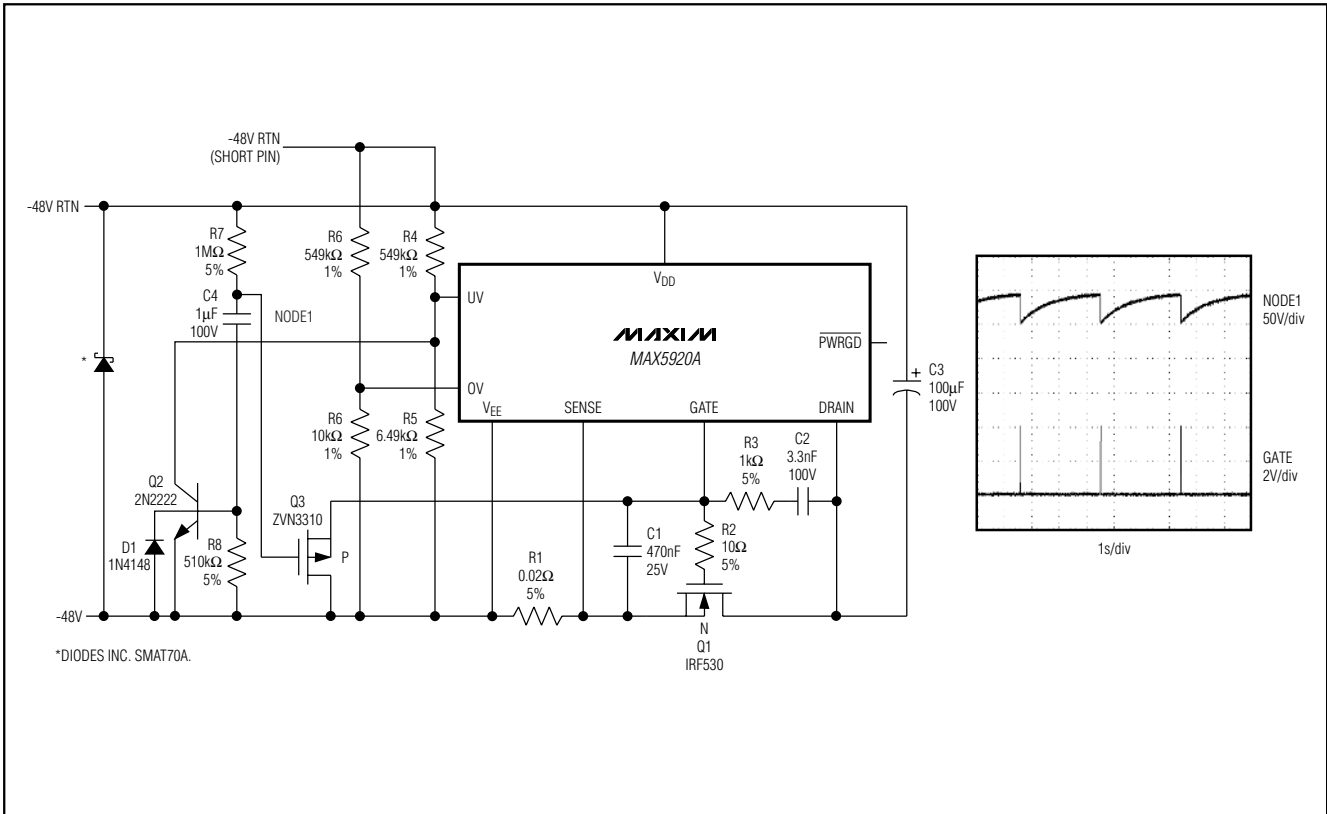 -48V RTN
(SHORT PIN)
-48V RTN
R7
1MΩ
5%
R6
549kΩ
1%
R4
549kΩ
1%
VDD
UV
C4
1µF
100V
NODE1
MAXIM
MAX5920A
PWRGD
*
C3
100µF
100V
+
OV
VEE
SENSE
GATE
DRAIN
R6
10kΩ
1%
R5
6.49kΩ
1%
R3
1kΩ
5%
C2
3.3nF
100V
Q2
2N2222
Q3
ZVN3310
P
D1
1N4148
R8
510kΩ
5%
R1
0.02Ω
5%
C1
470nF
25V
R2
10Ω
5%
-48V
N
Q1
IRF530
*DIODES INC. SMAT70A.
NODE1
50V/div
GATE
2V/div
1s/div